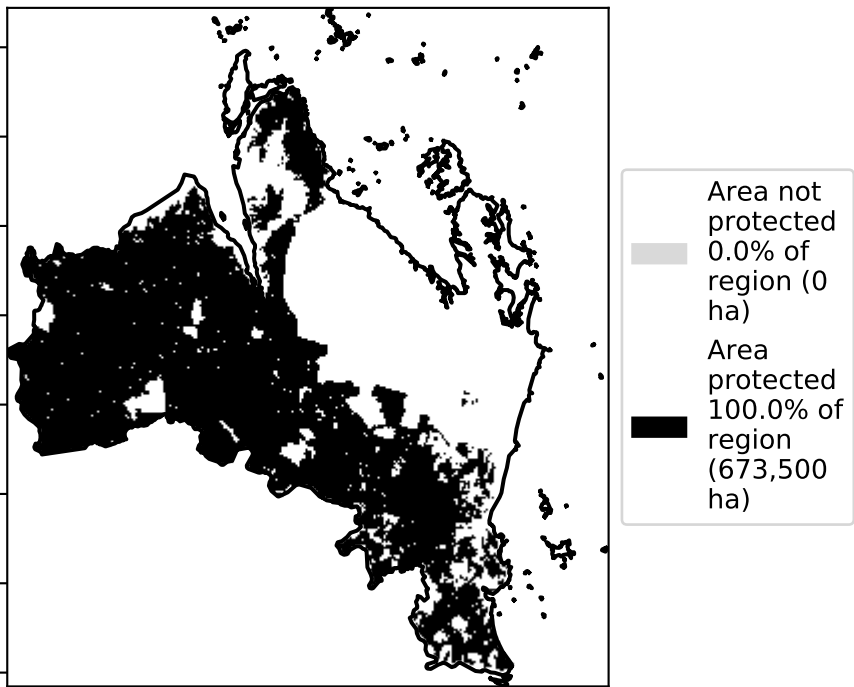 Area not
protected
0.0% of
region (0
ha)
Area
protected
100.0% of
region
(673,500
ha)